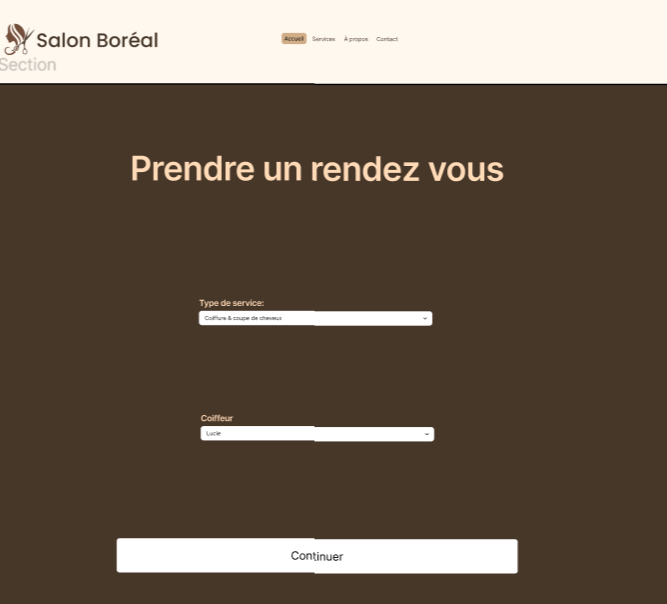 Salon Boréal
Accueil Services À propos Contact
Section
Prendre un rendez vous
Type de service:
Coiffure & coupe de cheveux
Coiffeur
Lucie
Continuer